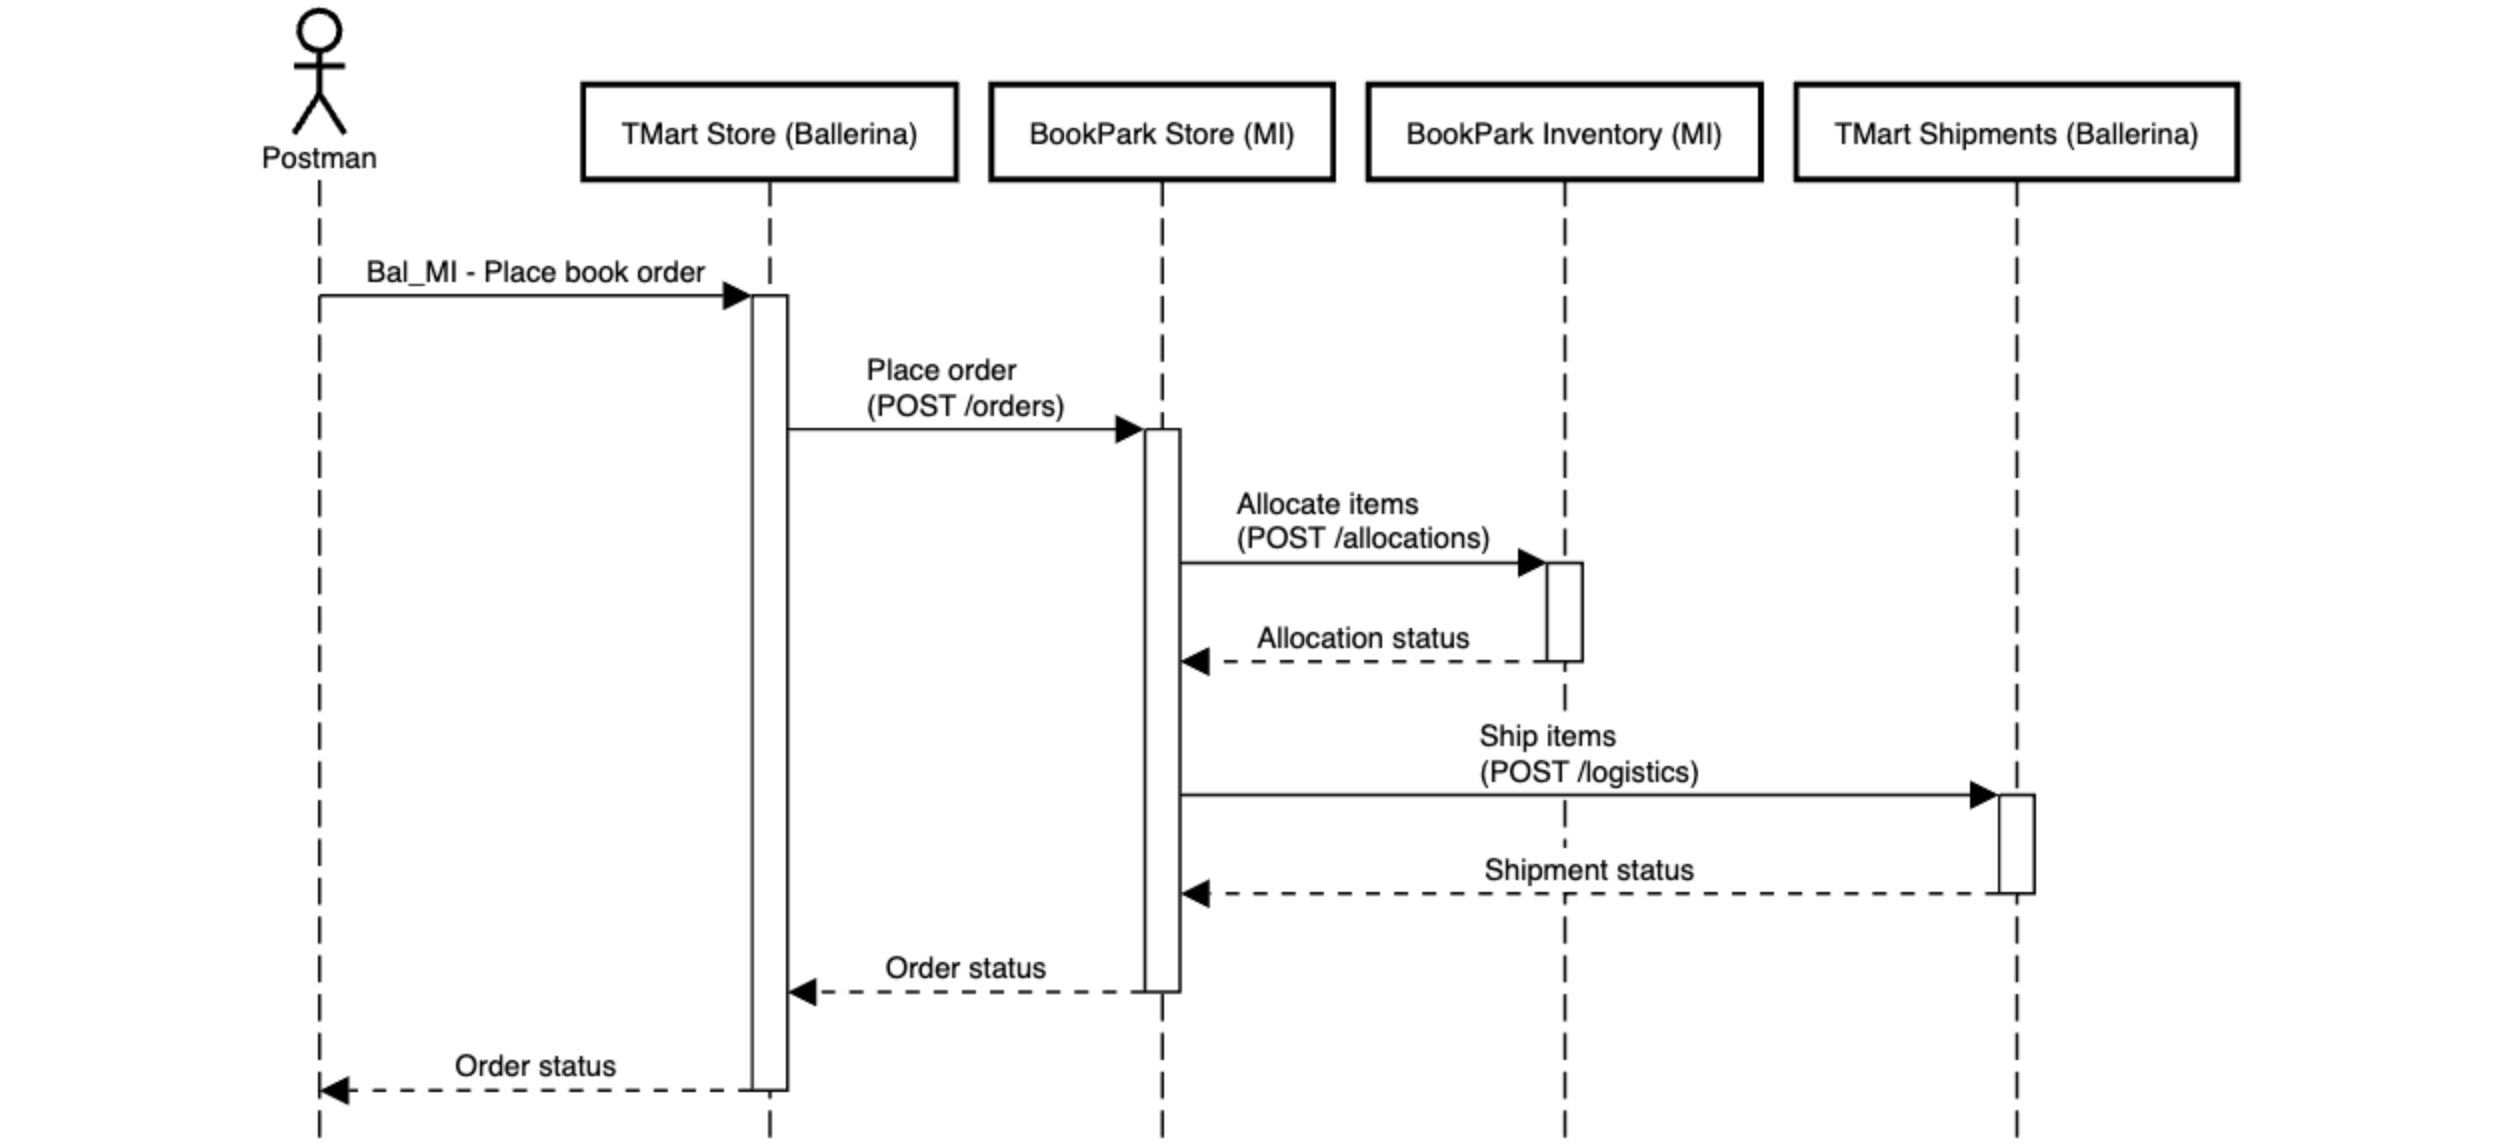 Postman
TMart Store (Ballerina)
BookPark Store (MI)
BookPark Inventory (MI)
TMart Shipments (Ballerina)
Bal_MI - Place book order
Place order
(POST /orders)
Allocate items
(POST /allocations)
Allocation status
Ship items
(POST /logistics)
Shipment status
Order status
Order status